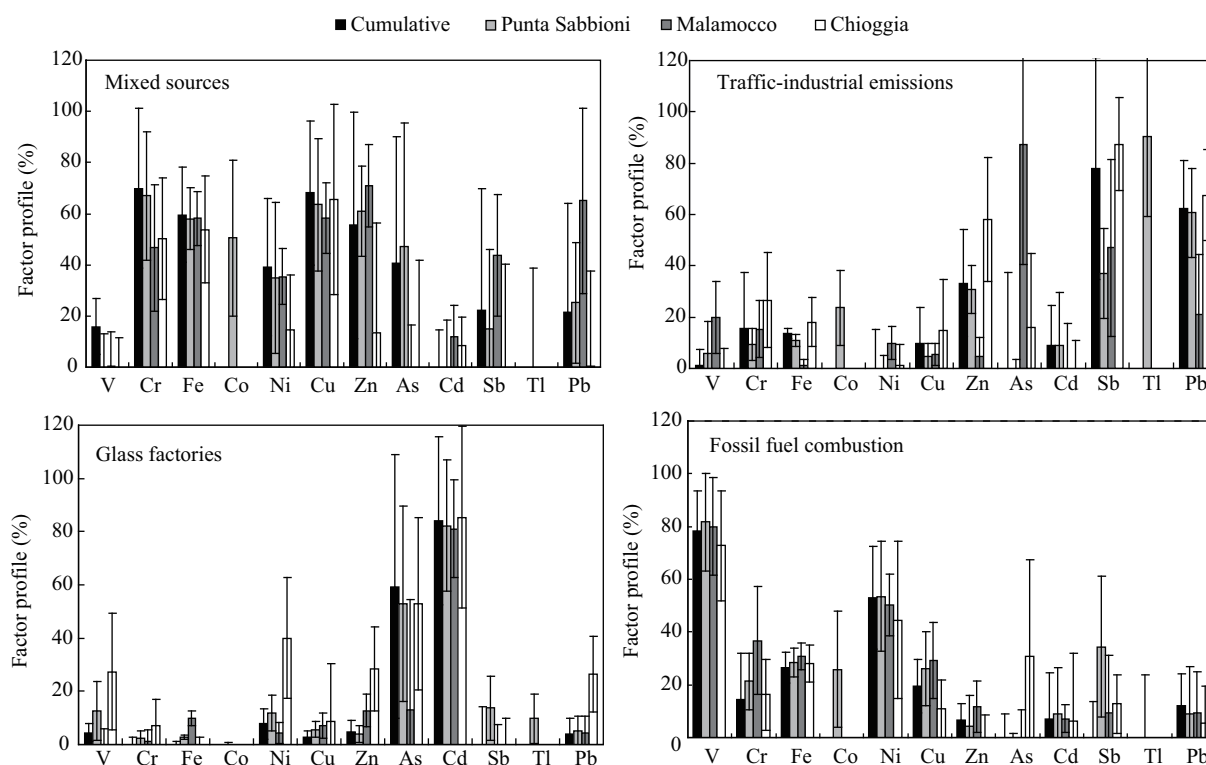 Cumulative Punta Sabbioni Malamocco Chioggia
120
100
80
60
40
20
0
Factor profile (%)
Mixed sources
V Cr Fe Co Ni Cu Zn As Cd Sb Tl Pb
120
100
80
60
40
20
0
Factor profile (%)
Traffic-industrial emissions
V Cr Fe Co Ni Cu Zn As Cd Sb Tl Pb
120
100
80
60
40
20
0
Factor profile (%)
Glass factories
V Cr Fe Co Ni Cu Zn As Cd Sb Tl Pb
120
100
80
60
40
20
0
Factor profile (%)
Fossil fuel combustion
V Cr Fe Co Ni Cu Zn As Cd Sb Tl Pb